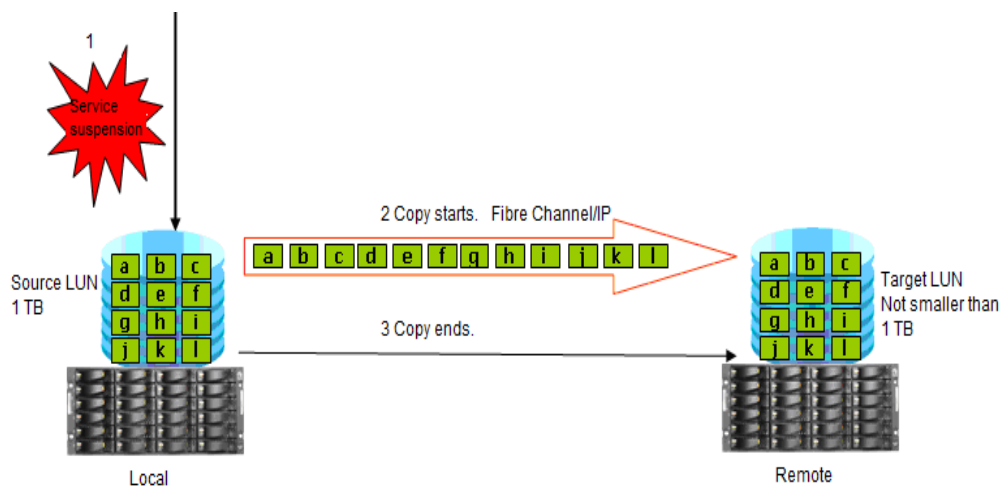 1
Service
suspension
2 Copy starts. Fibre Channel/IP
a b c d e f g h i j k l
Source LUN
1 TB
a b c
d e f
g h i
j k l
a b c
d e f
g h i
j k l
Target LUN
Not smaller than
1 TB
3 Copy ends.
Local
Remote